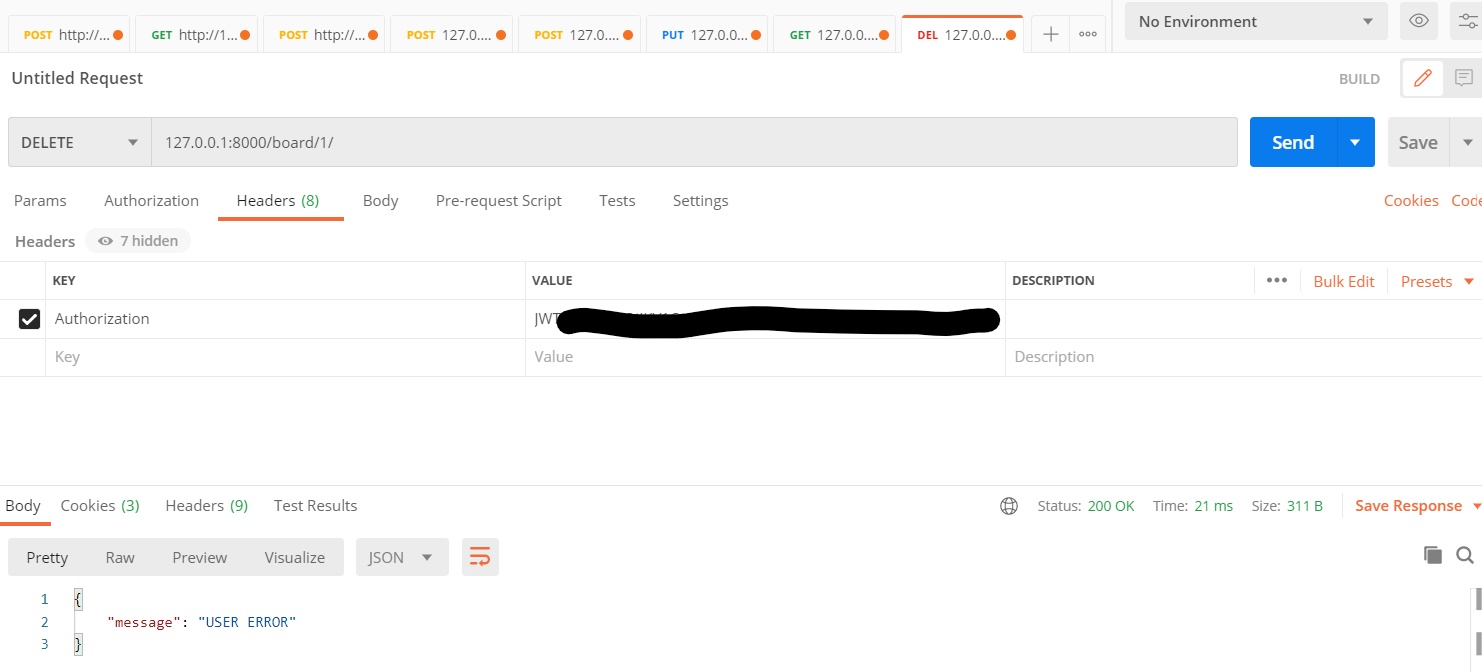 POST http://...
GET http://1...
POST http://...
POST 127.0....
POST 127.0....
PUT 127.0.0...
GET 127.0.0....
DEL 127.0.0....
No Environment
Untitled Request
BUILD
DELETE
127.0.0.1:8000/board/1/
Send
Save
Params
Authorization
Headers (8)
Body
Pre-request Script
Tests
Settings
Cookies
Code
Headers
7 hidden
KEY
VALUE
DESCRIPTION
Bulk Edit
Presets
Authorization
JWT
Key
Value
Description
Body
Cookies (3)
Headers (9)
Test Results
Status: 200 OK
Time: 21 ms
Size: 311 B
Save Response
Pretty
Raw
Preview
Visualize
JSON
1 {
2 "message": "USER ERROR"
3 }